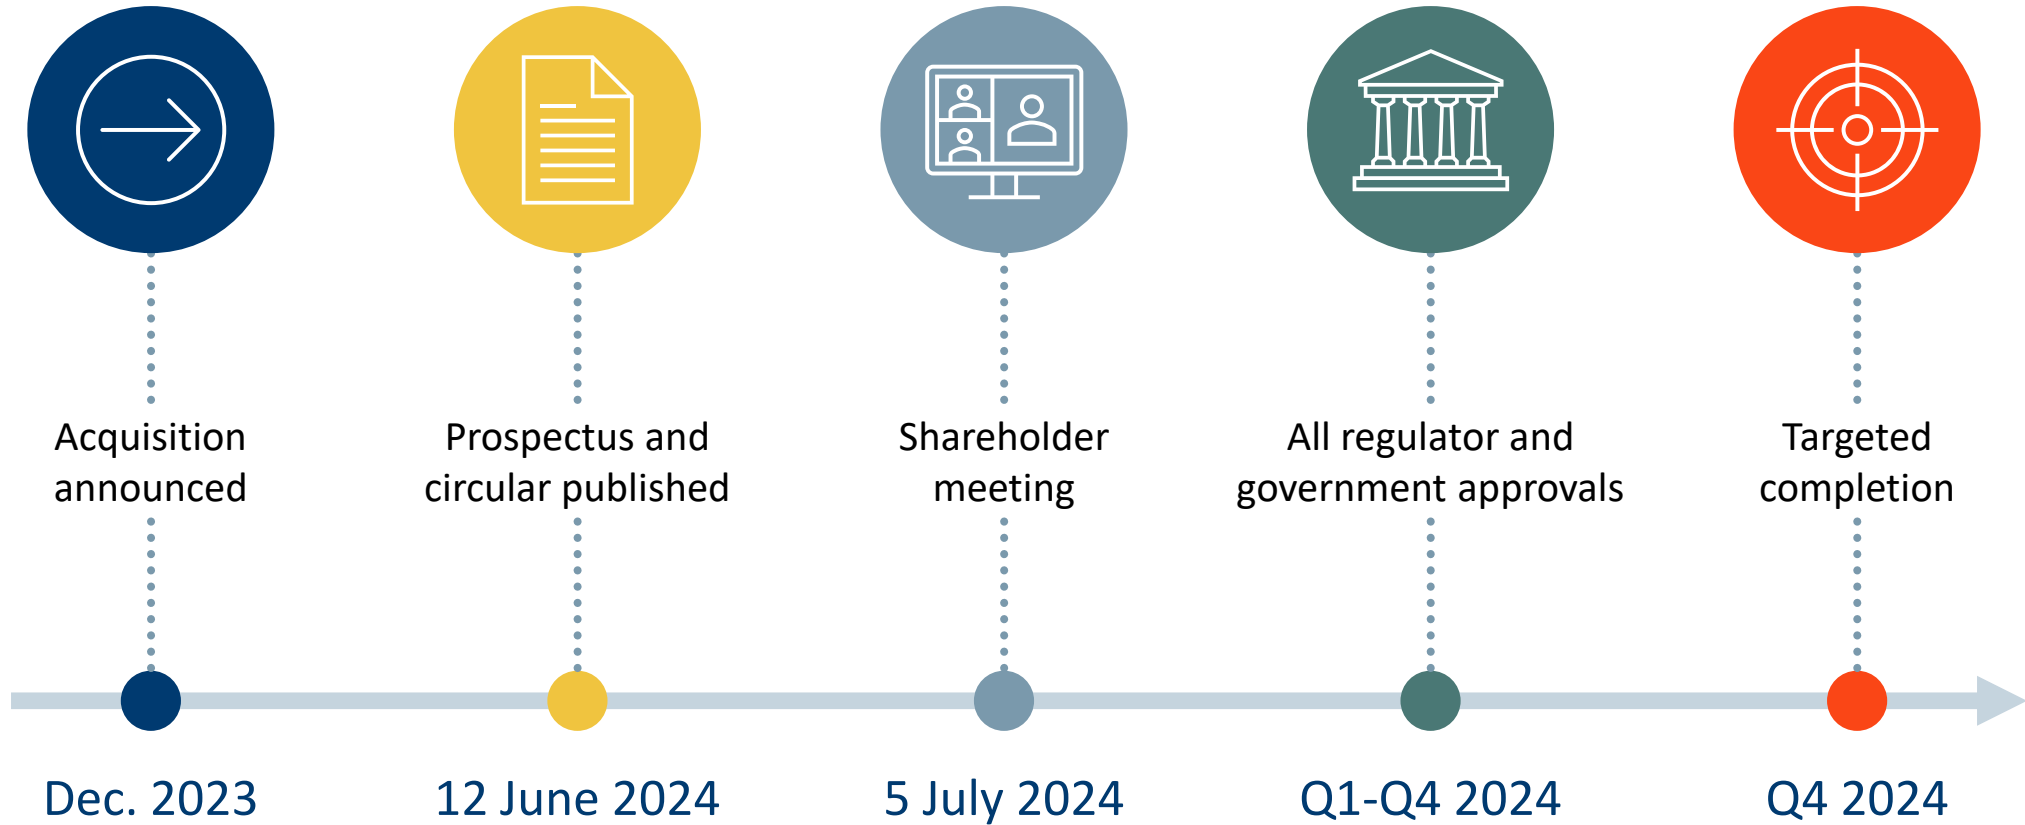 Acquisition
announced
Prospectus and
circular published
Shareholder
meeting
All regulator and
government approvals
Targeted
completion
Dec. 2023
12 June 2024
5 July 2024
Q1-Q4 2024
Q4 2024